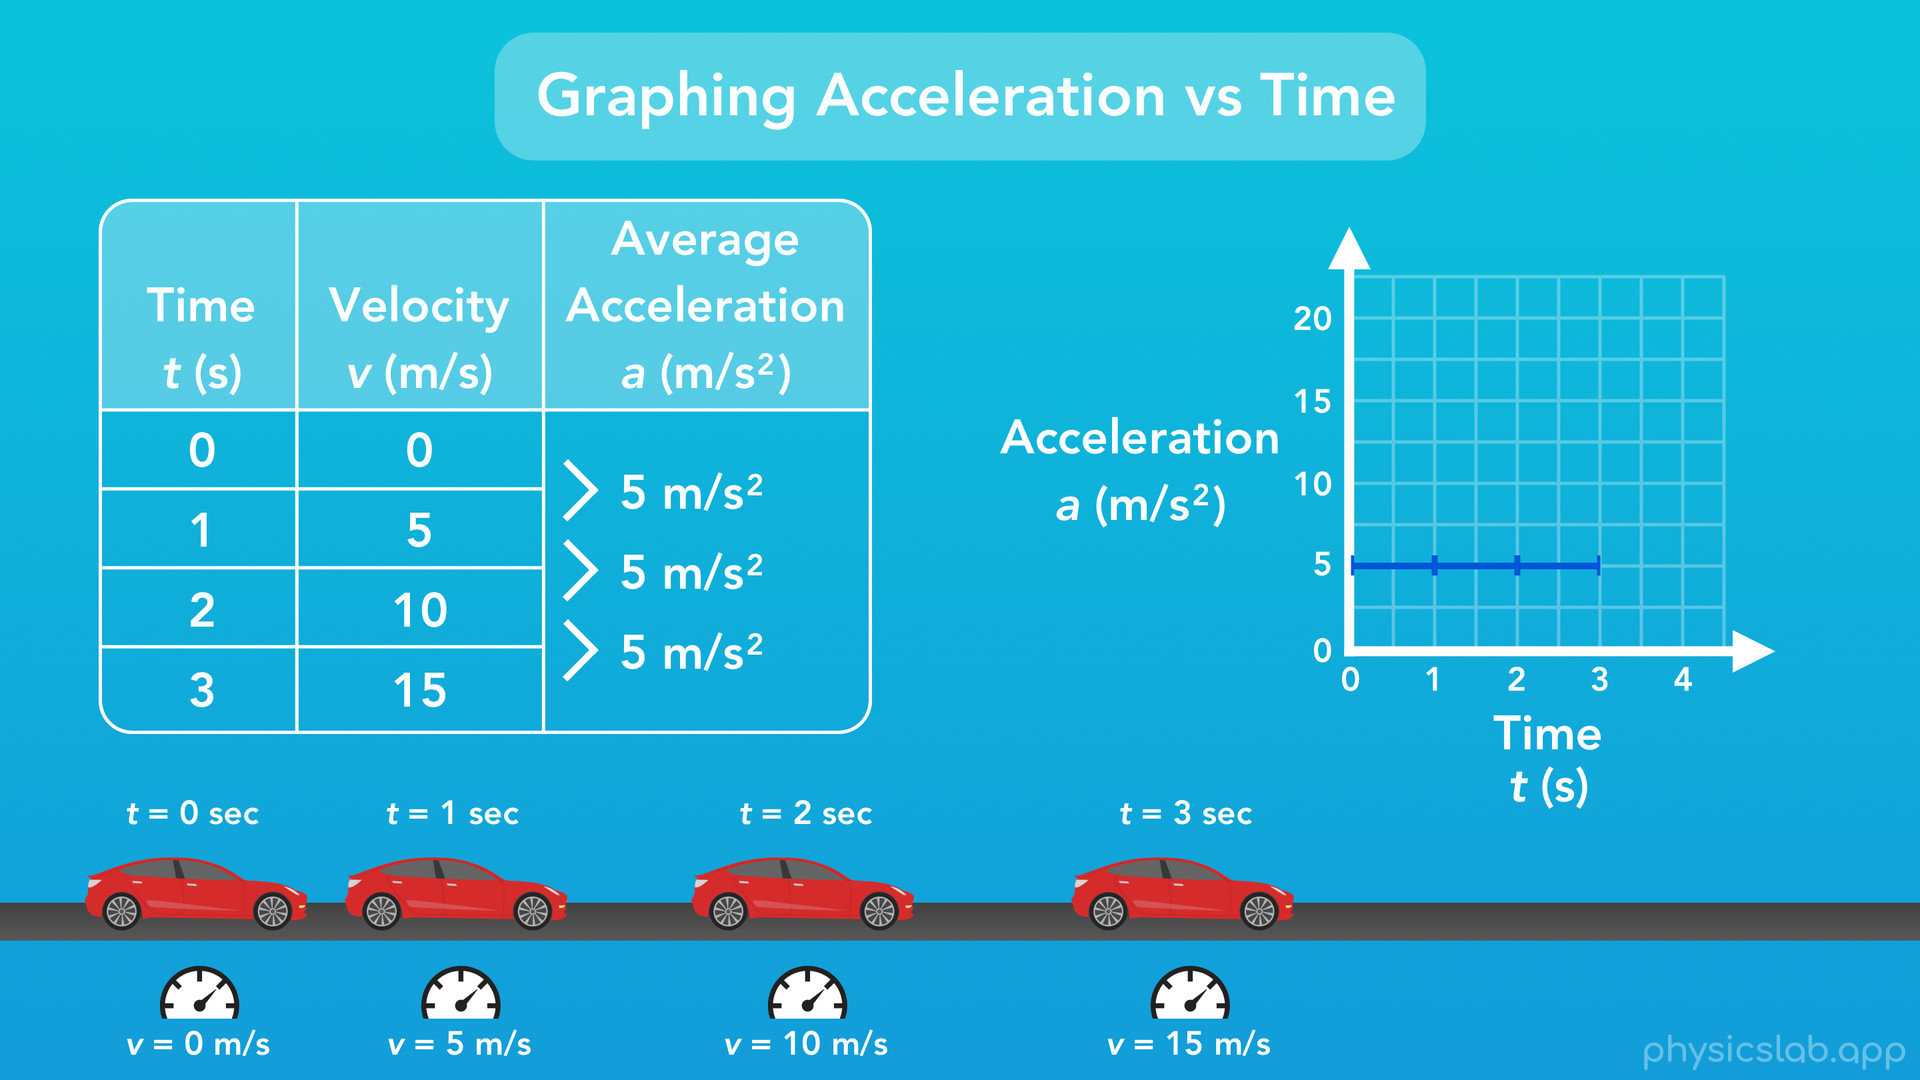 Graphing Acceleration vs Time
Time
t (s)
Velocity
v (m/s)
Average
Acceleration
a (m/s²)
0
0
1
5
2
10
3
15
5 m/s²
5 m/s²
5 m/s²
Acceleration
a (m/s²)
20
15
10
5
0
0 1 2 3 4
Time
t (s)
t = 0 sec
t = 1 sec
t = 2 sec
t = 3 sec
v = 0 m/s
v = 5 m/s
v = 10 m/s
v = 15 m/s
physicslab.app